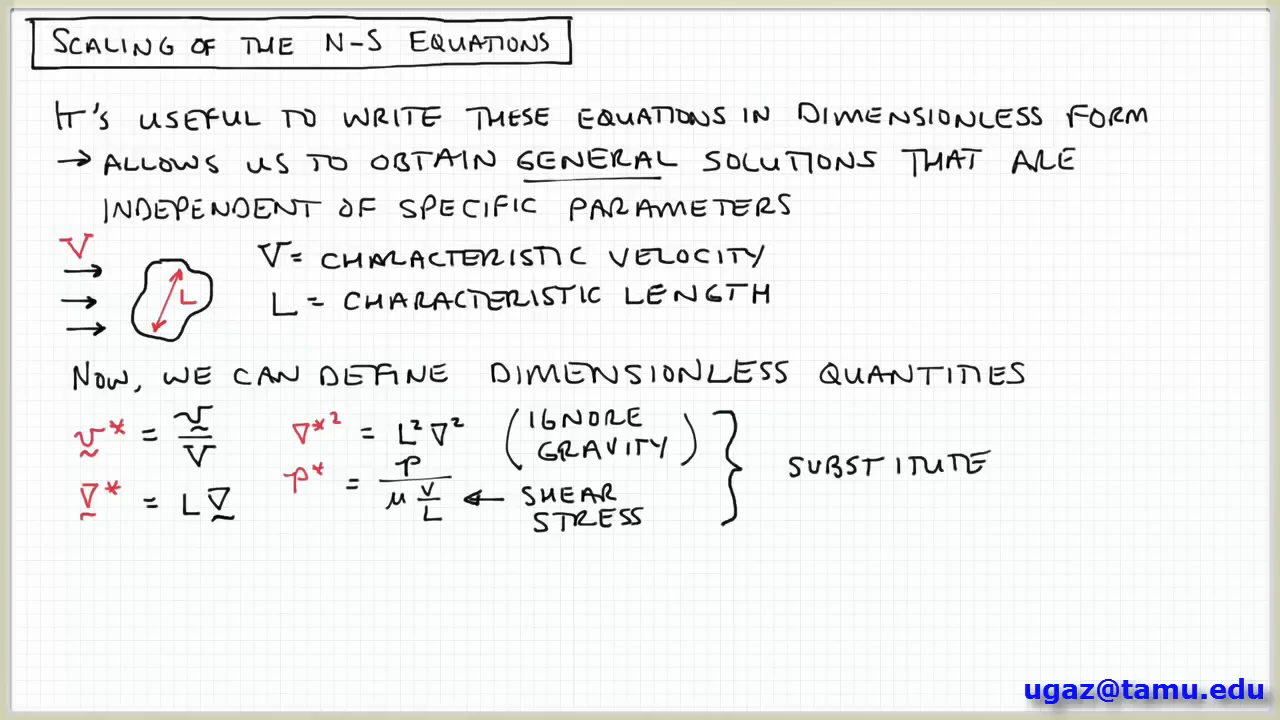 SCALING OF THE N-S EQUATIONS
IT'S USEFUL TO WRITE THESE EQUATIONS IN DIMENSIONLESS FORM
→ ALLOWS US TO OBTAIN GENERAL SOLUTIONS THAT ARE
INDEPENDENT OF SPECIFIC PARAMETERS
V
L
V = CHARACTERISTIC VELOCITY
L = CHARACTERISTIC LENGTH
NOW, WE CAN DEFINE DIMENSIONLESS QUANTITIES
v* = v/V
∇*² = L²∇² (IGNORE GRAVITY)
∇* = L∇
p* = p/(μ V/L) ← SHEAR STRESS
} SUBSTITUTE
ugaz@tamu.edu